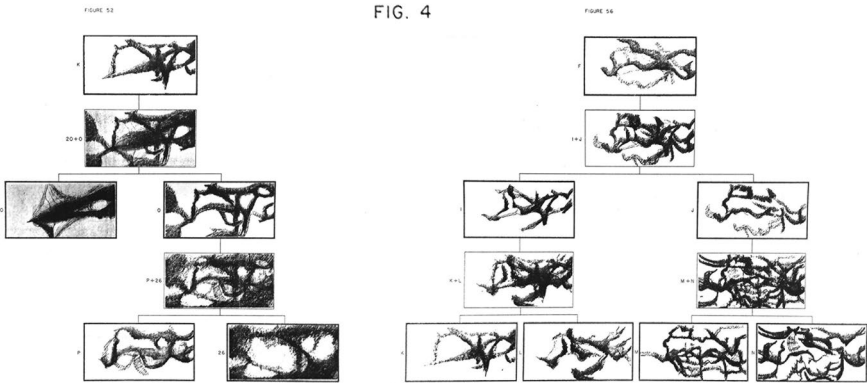 FIGURE 52
FIG. 4
FIGURE 56
K
F
20+O
I+J
O
I
J
P+26
K+L
M+N
P
26
K
L
M
N